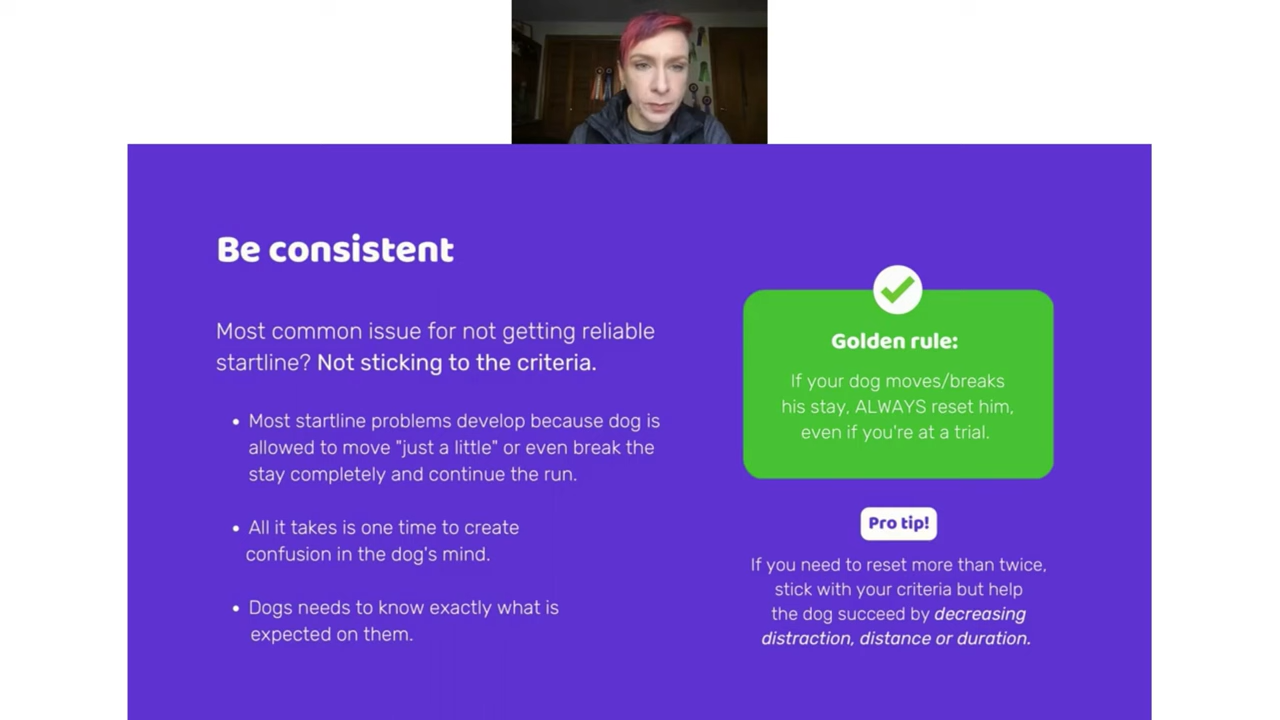 Be consistent
Most common issue for not getting reliable
startline? Not sticking to the criteria.
• Most startline problems develop because dog is
allowed to move "just a little" or even break the
stay completely and continue the run.
• All it takes is one time to create
confusion in the dog's mind.
• Dogs needs to know exactly what is
expected on them.
Golden rule:
If your dog moves/breaks
his stay, ALWAYS reset him,
even if you're at a trial.
Pro tip!
If you need to reset more than twice,
stick with your criteria but help
the dog succeed by decreasing
distraction, distance or duration.